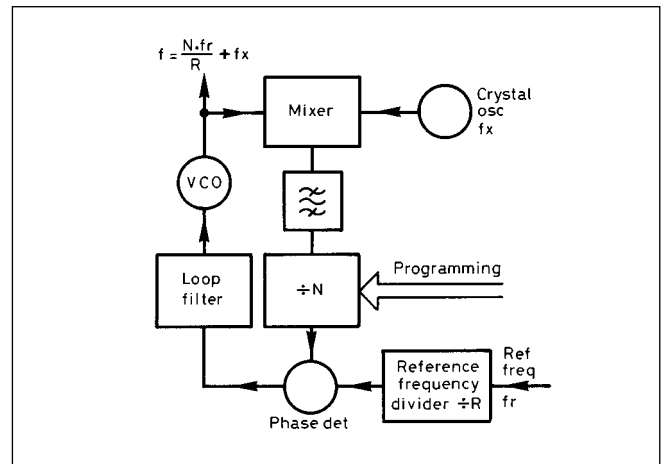 f = N.fr/R + fx
Mixer
Crystal
osc
fx
VCO
Loop
filter
÷N
Programming
Phase det
Reference
frequency
divider ÷R
Ref
freq
fr